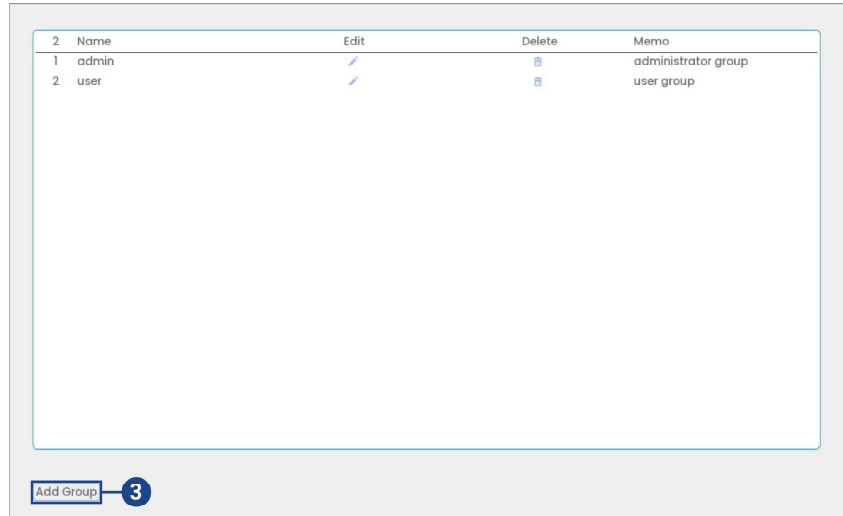 2 Name Edit Delete Memo
1 admin administrator group
2 user user group
Add Group 3